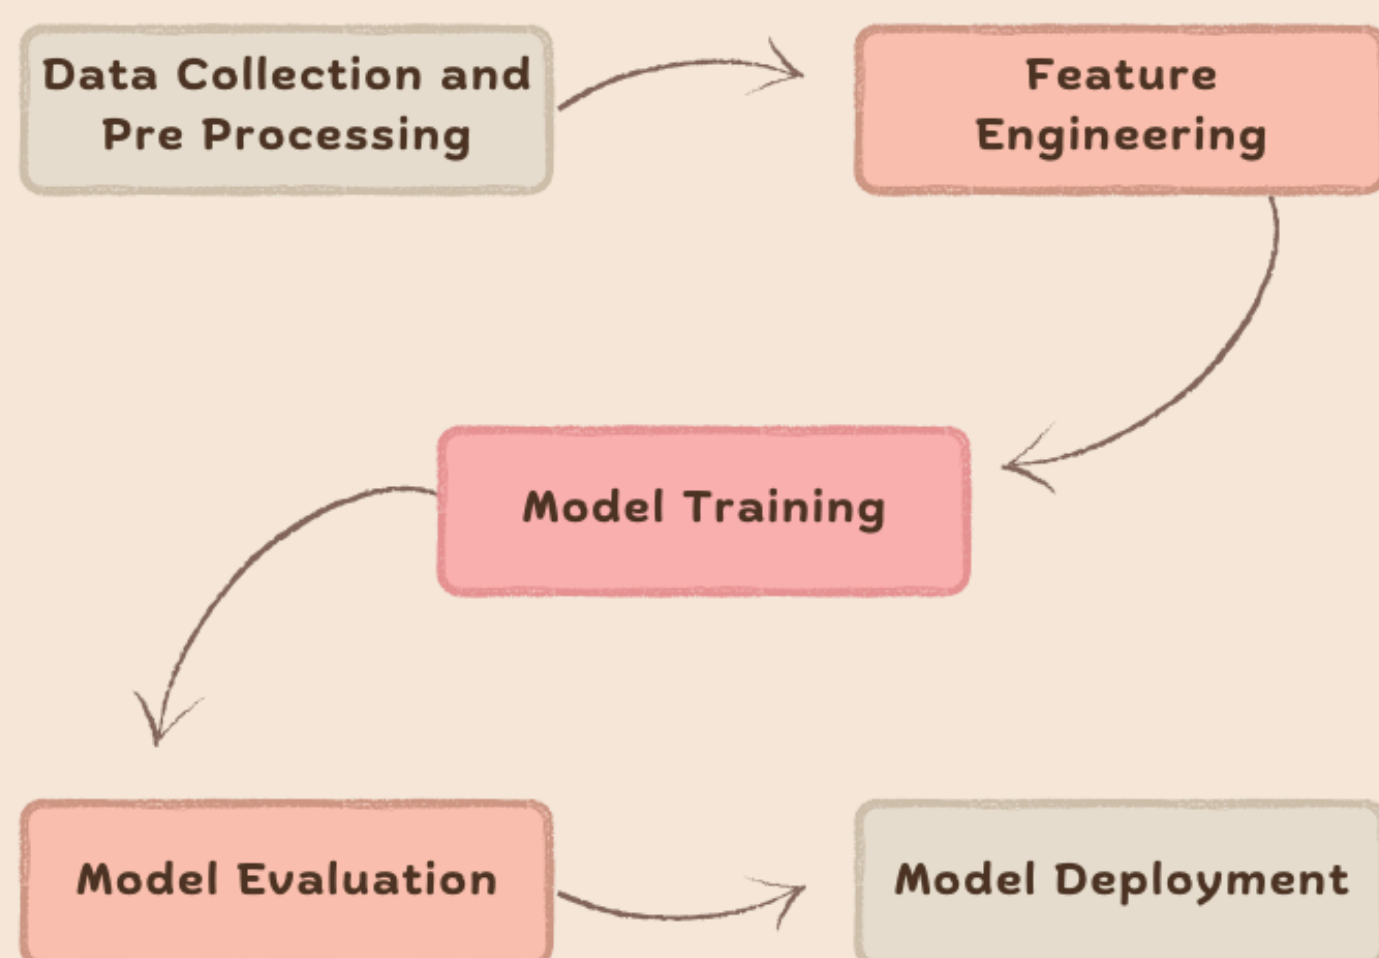 Data Collection and
Pre Processing
Feature
Engineering
Model Training
Model Evaluation
Model Deployment